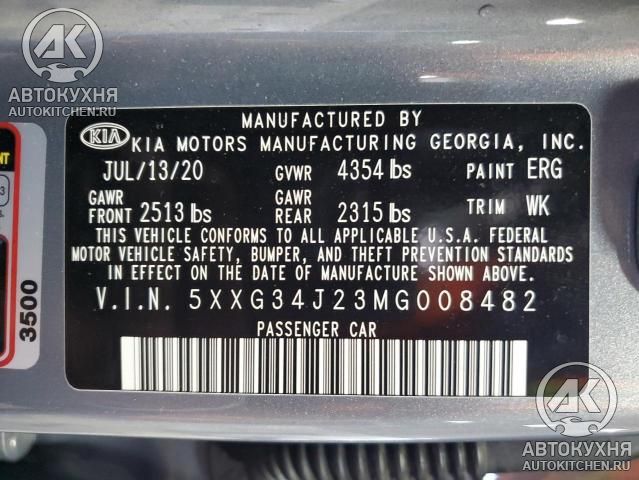 АК
АВТОКУХНЯ
AUTOKITCHEN.RU
3500
KIA
MANUFACTURED BY
KIA MOTORS MANUFACTURING GEORGIA, INC.
JUL/13/20 GVWR 4354 lbs PAINT ERG
GAWR FRONT 2513 lbs GAWR REAR 2315 lbs TRIM WK
THIS VEHICLE CONFORMS TO ALL APPLICABLE U.S.A. FEDERAL
MOTOR VEHICLE SAFETY, BUMPER, AND THEFT PREVENTION STANDARDS
IN EFFECT ON THE DATE OF MANUFACTURE SHOWN ABOVE.
V.I.N. 5XXG34J23MG008482
PASSENGER CAR
АК
АВТОКУХНЯ
AUTOKITCHEN.RU